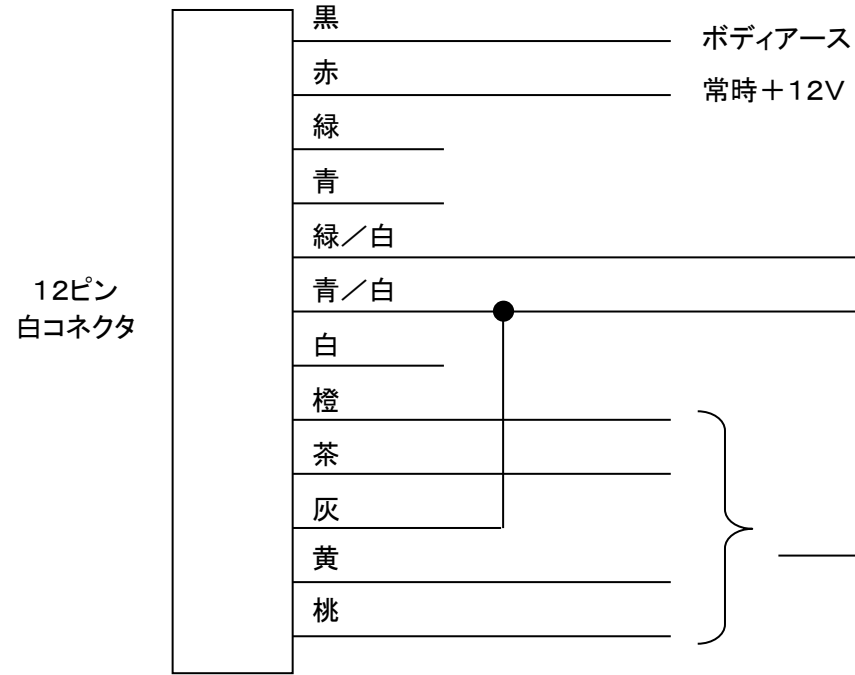 黒
ボディアース
赤
常時＋１２Ｖ
緑
青
緑／白
青／白
１２ピン
白コネクタ
白
橙
茶
灰
黄
桃